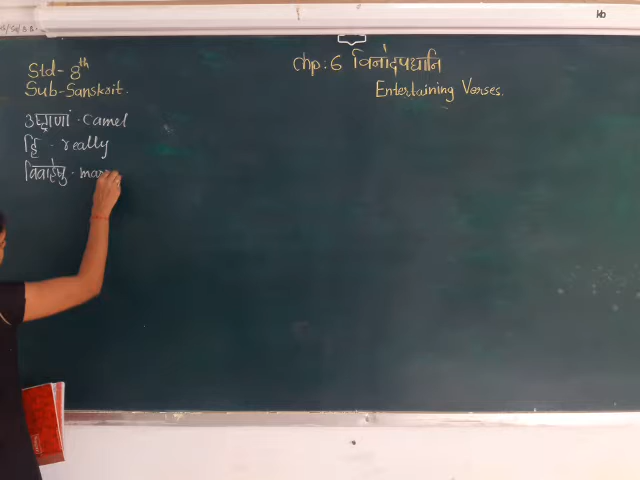 Std - 8th
Sub - Sanskrit.
chp: 6 विनोदपद्यानि
Entertaining Verses.
उष्ट्राणां - Camel
हि - really
विवाहेषु - mar